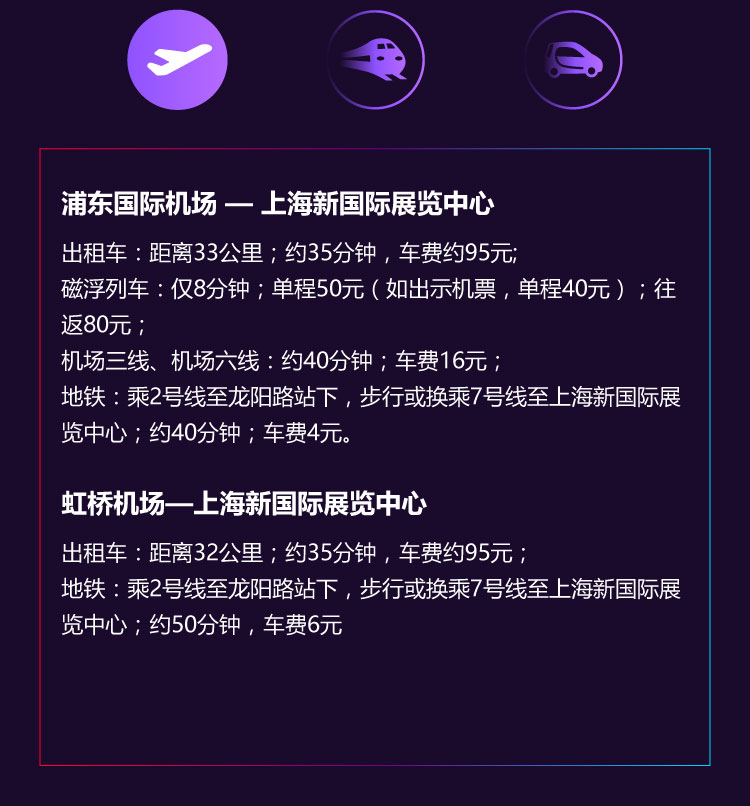 浦东国际机场 — 上海新国际展览中心
出租车：距离33公里；约35分钟，车费约95元;
磁浮列车：仅8分钟；单程50元（如出示机票，单程40元）；往
返80元；
机场三线、机场六线：约40分钟；车费16元；
地铁：乘2号线至龙阳路站下，步行或换乘7号线至上海新国际展
览中心；约40分钟；车费4元。
虹桥机场—上海新国际展览中心
出租车：距离32公里；约35分钟，车费约95元；
地铁：乘2号线至龙阳路站下，步行或换乘7号线至上海新国际展
览中心；约50分钟，车费6元